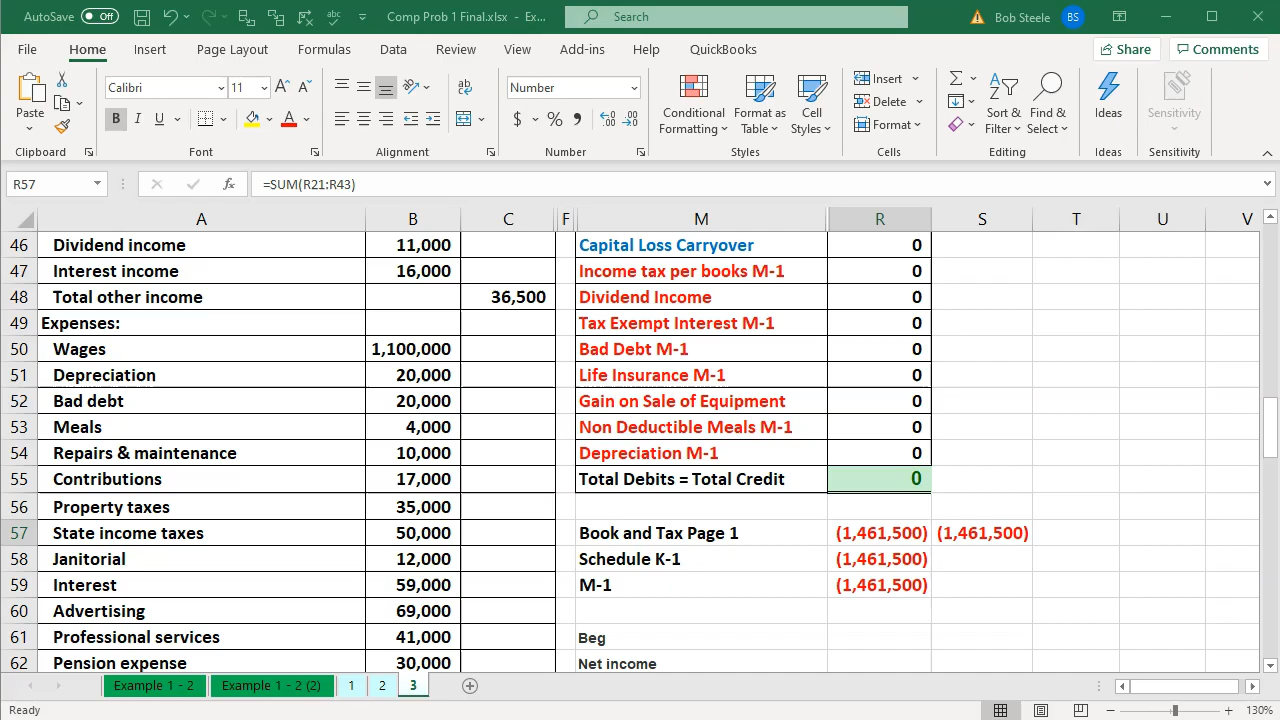 AutoSave Off abc Comp Prob 1 Final.xlsx - Ex... Search Bob Steele BS
File Home Insert Page Layout Formulas Data Review View Add-ins Help QuickBooks Share Comments
Paste Calibri 11 A A ab Number Conditional Formatting Format as Table Cell Styles Insert Delete Format Sort & Filter Find & Select Ideas Sensitivity
B I U A $ % 9
Clipboard Font Alignment Number Styles Cells Editing Ideas Sensitivity
R57 fx =SUM(R21:R43)
A B C F M R S T U V
46 Dividend income 11,000 Capital Loss Carryover 0
47 Interest income 16,000 Income tax per books M-1 0
48 Total other income 36,500 Dividend Income 0
49 Expenses: Tax Exempt Interest M-1 0
50 Wages 1,100,000 Bad Debt M-1 0
51 Depreciation 20,000 Life Insurance M-1 0
52 Bad debt 20,000 Gain on Sale of Equipment 0
53 Meals 4,000 Non Deductible Meals M-1 0
54 Repairs & maintenance 10,000 Depreciation M-1 0
55 Contributions 17,000 Total Debits = Total Credit 0
56 Property taxes 35,000
57 State income taxes 50,000 Book and Tax Page 1 (1,461,500) (1,461,500)
58 Janitorial 12,000 Schedule K-1 (1,461,500)
59 Interest 59,000 M-1 (1,461,500)
60 Advertising 69,000
61 Professional services 41,000 Beg
62 Pension expense 30,000 Net income
Example 1 - 2 Example 1 - 2 (2) 1 2 3
Ready 130%